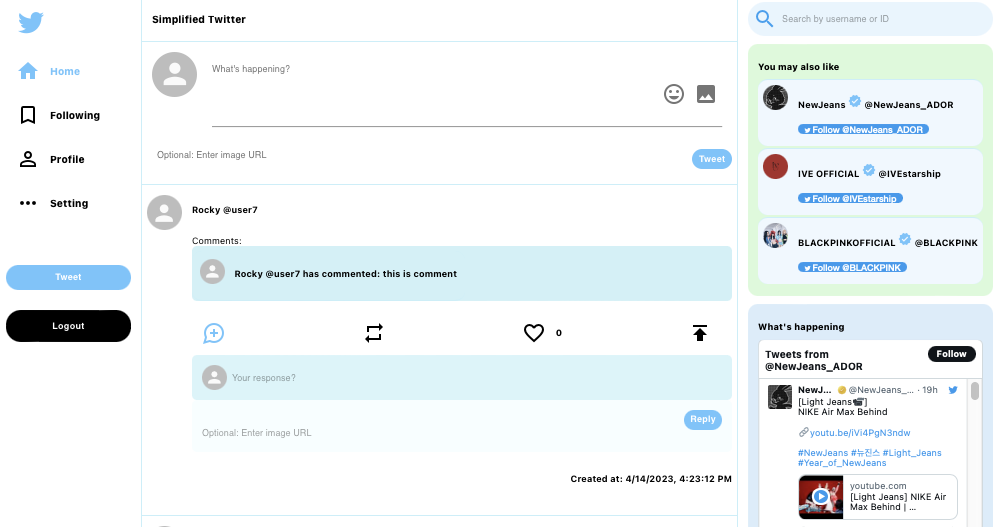 Home
Following
Profile
Setting
Tweet
Logout
Simplified Twitter
What's happening?
Optional: Enter image URL
Tweet
Rocky @user7
Comments:
Rocky @user7 has commented: this is comment
0
Your response?
Reply
Optional: Enter image URL
Created at: 4/14/2023, 4:23:12 PM
Search by username or ID
You may also like
NewJeans @NewJeans_ADOR
Follow @NewJeans_ADOR
IVE OFFICIAL @IVEstarship
Follow @IVEstarship
BLACKPINKOFFICIAL @BLACKPINK
Follow @BLACKPINK
What's happening
Tweets from
@NewJeans_ADOR
Follow
NewJ... @NewJeans_... · 19h
[Light Jeans📽]
NIKE Air Max Behind
🔗youtu.be/iVi4PgN3ndw
#NewJeans #뉴진스 #Light_Jeans
#Year_of_NewJeans
youtube.com
[Light Jeans] NIKE Air
Max Behind | ...